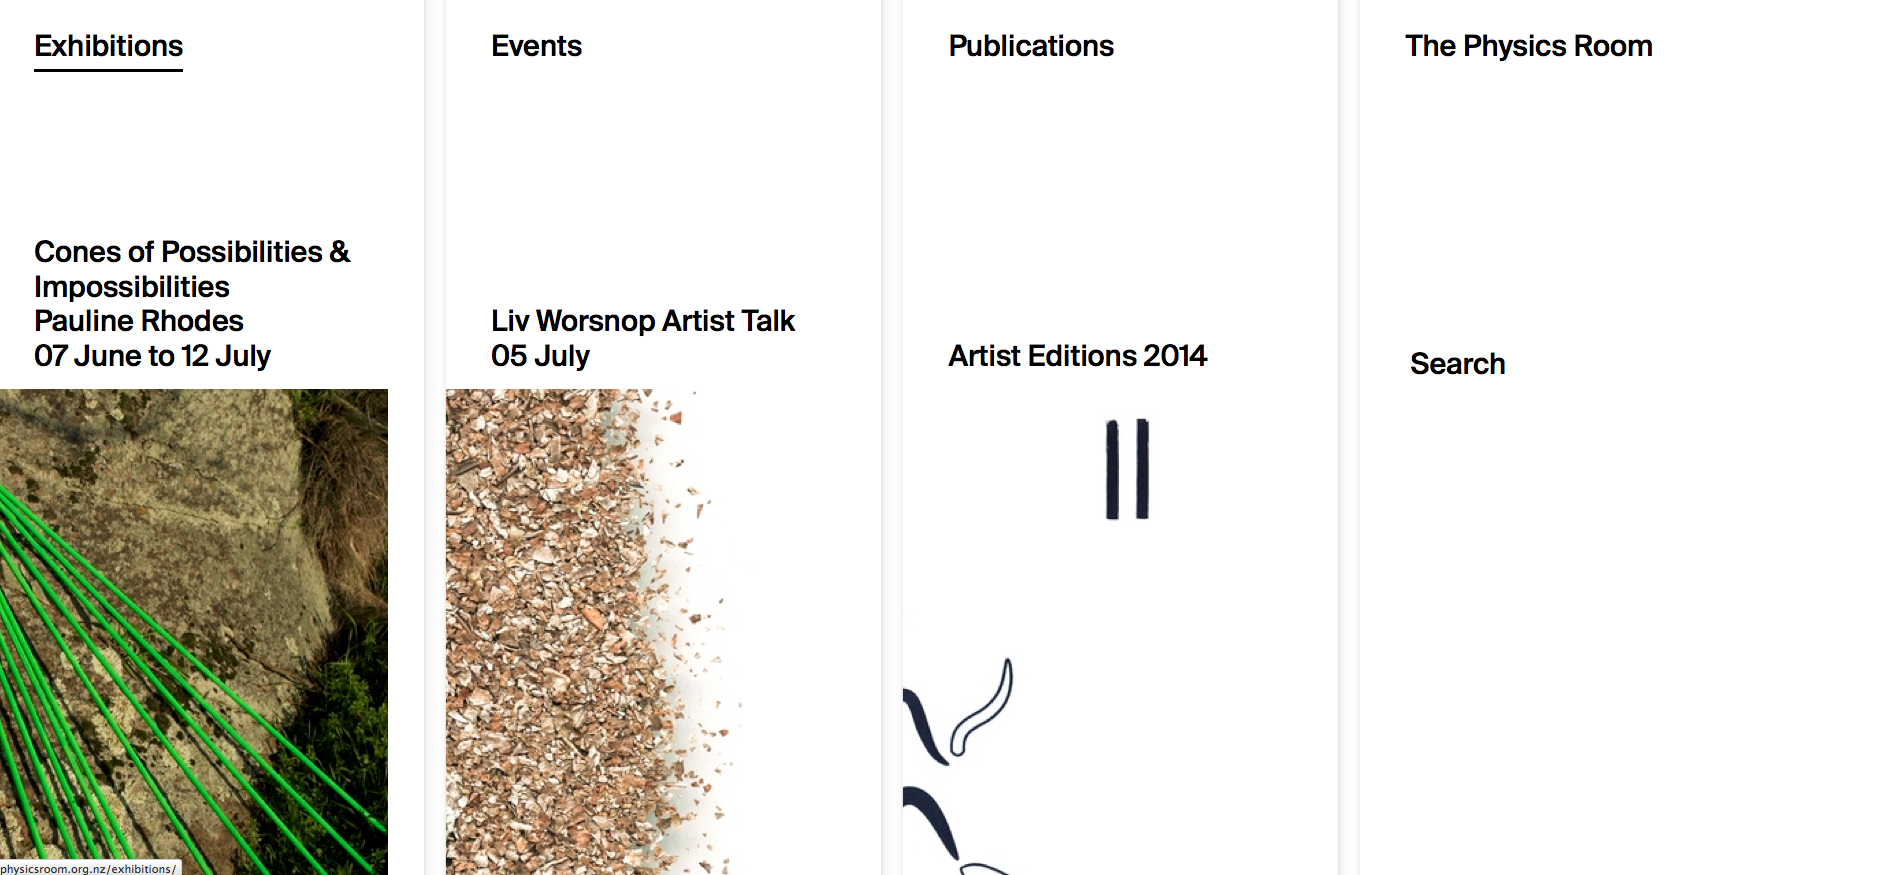 Exhibitions
Cones of Possibilities &
Impossibilities
Pauline Rhodes
07 June to 12 July
Events
Liv Worsnop Artist Talk
05 July
Publications
Artist Editions 2014
The Physics Room
Search
physicsroom.org.nz/exhibitions/